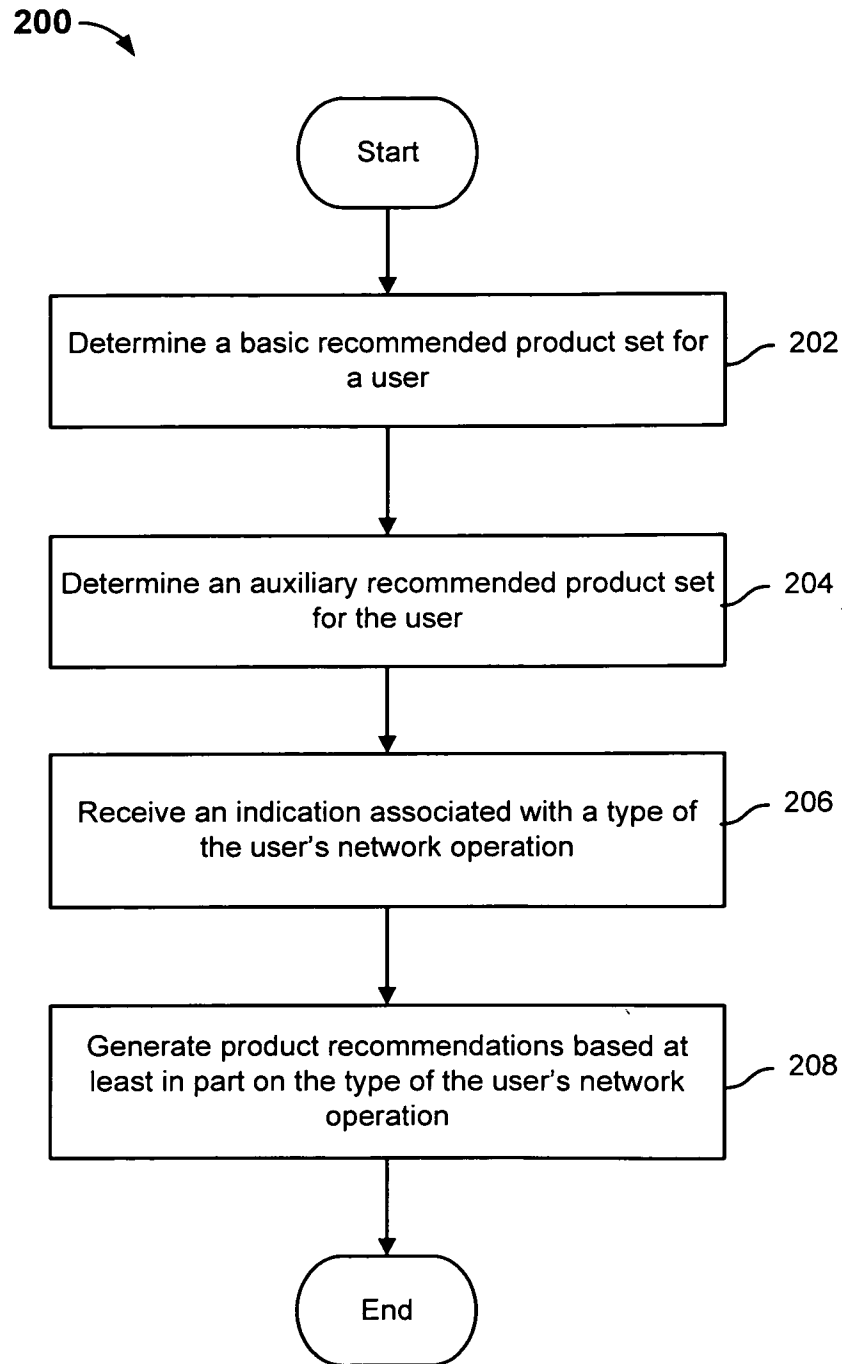 200
Start
Determine a basic recommended product set for
a user
202
Determine an auxiliary recommended product set
for the user
204
Receive an indication associated with a type of
the user's network operation
206
Generate product recommendations based at
least in part on the type of the user's network
operation
208
End